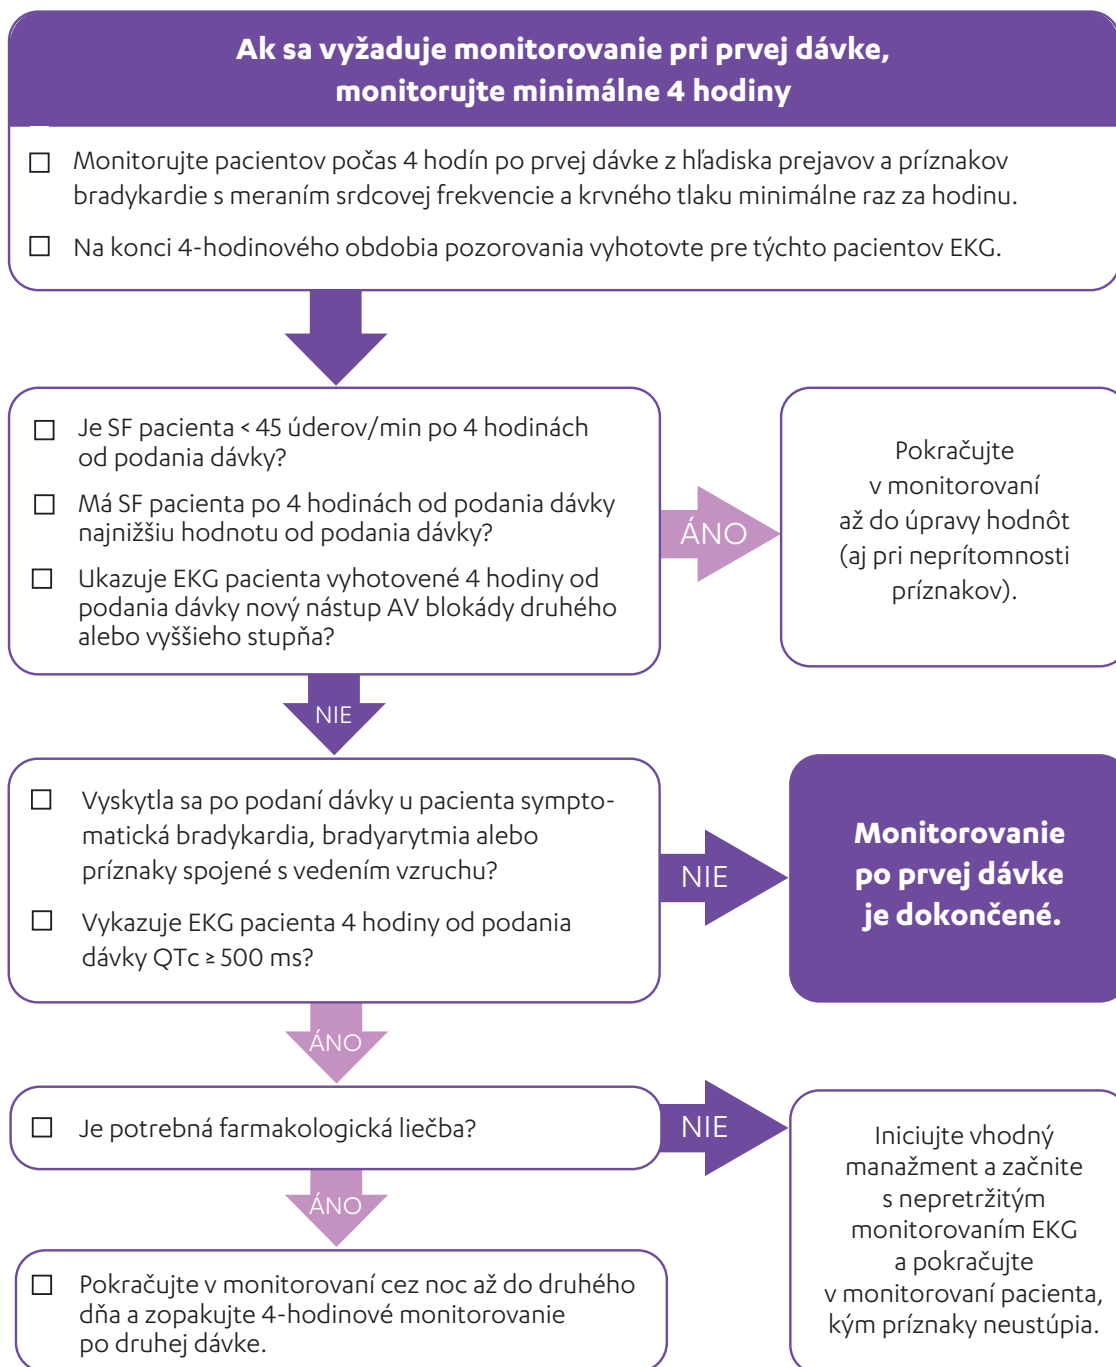 Ak sa vyžaduje monitorovanie pri prvej dávke,
monitorujte minimálne 4 hodiny
Monitorujte pacientov počas 4 hodín po prvej dávke z hľadiska prejavov a príznakov
bradykardie s meraním srdcovej frekvencie a krvného tlaku minimálne raz za hodinu.
Na konci 4-hodinového obdobia pozorovania vyhotovte pre týchto pacientov EKG.
Je SF pacienta < 45 úderov/min po 4 hodinách
od podania dávky?
Má SF pacienta po 4 hodinách od podania dávky
najnižšiu hodnotu od podania dávky?
Ukazuje EKG pacienta vyhotovené 4 hodiny od
podania dávky nový nástup AV blokády druhého
alebo vyššieho stupňa?
ÁNO
Pokračujte
v monitorovaní
až do úpravy hodnôt
(aj pri neprítomnosti
príznakov).
NIE
Vyskytla sa po podaní dávky u pacienta sympto-
matická bradykardia, bradyarytmia alebo
príznaky spojené s vedením vzruchu?
Vykazuje EKG pacienta 4 hodiny od podania
dávky QTc ≥ 500 ms?
NIE
Monitorovanie
po prvej dávke
je dokončené.
ÁNO
Je potrebná farmakologická liečba?
NIE
Iniciujte vhodný
manažment a začnite
s nepretržitým
monitorovaním EKG
a pokračujte
v monitorovaní pacienta,
kým príznaky neustúpia.
ÁNO
Pokračujte v monitorovaní cez noc až do druhého
dňa a zopakujte 4-hodinové monitorovanie
po druhej dávke.